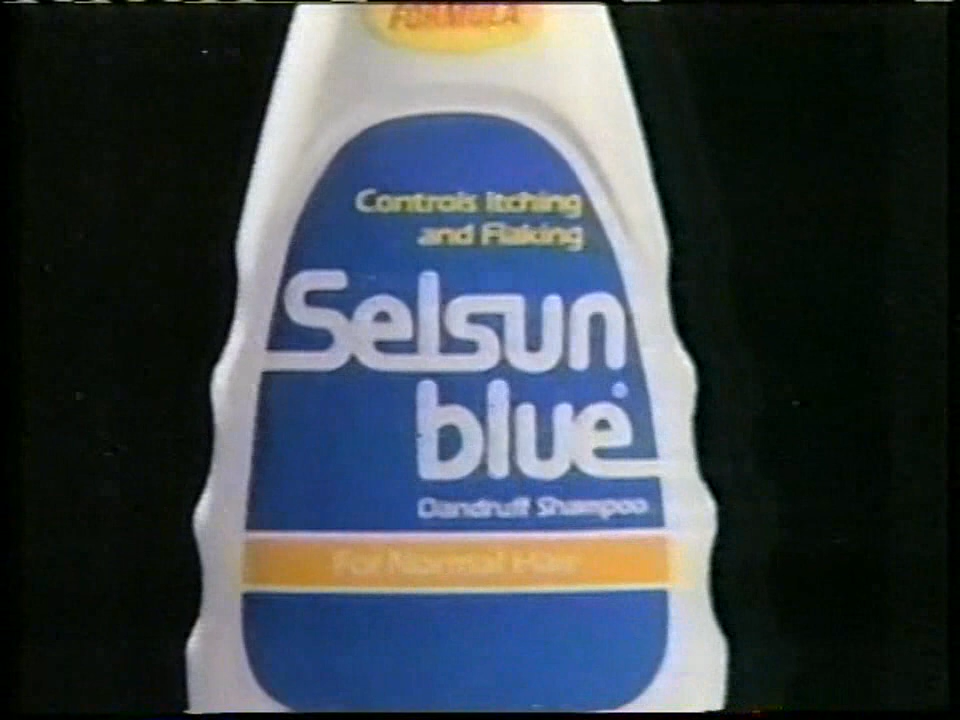 FORMULA
Controls Itching
and Flaking
Selsun
blue
Dandruff Shampoo
For Normal Hair